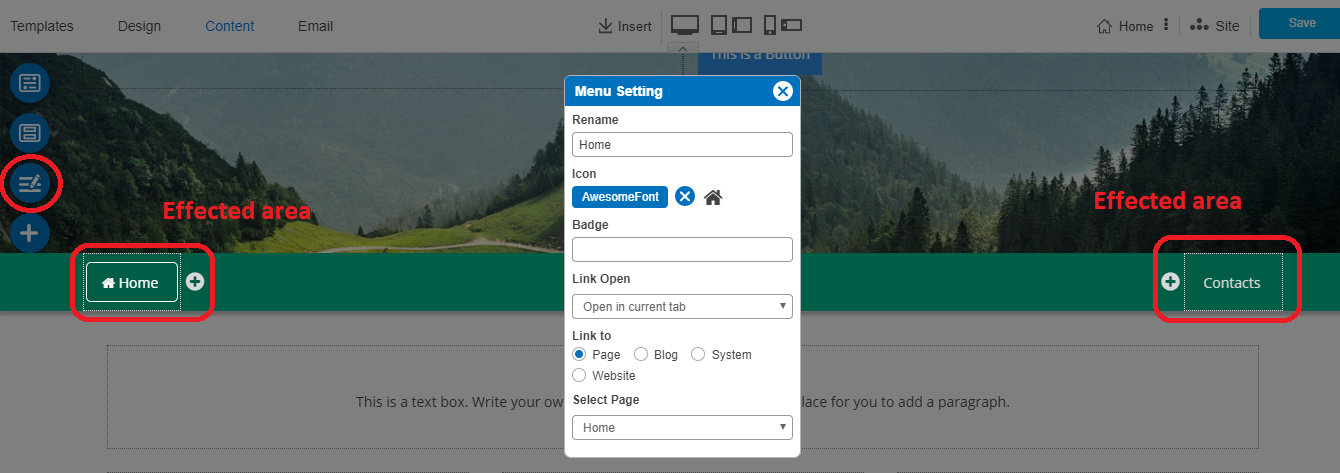 Templates Design Content Email Insert Home Site Save
This is a Button
Menu Setting
Rename
Home
Icon
AwesomeFont
Effected area
Effected area
Badge
Home
Contacts
Link Open
Open in current tab
Link to
Page Blog System
Website
Select Page
This is a text box. Write your ow
lace for you to add a paragraph.
Home